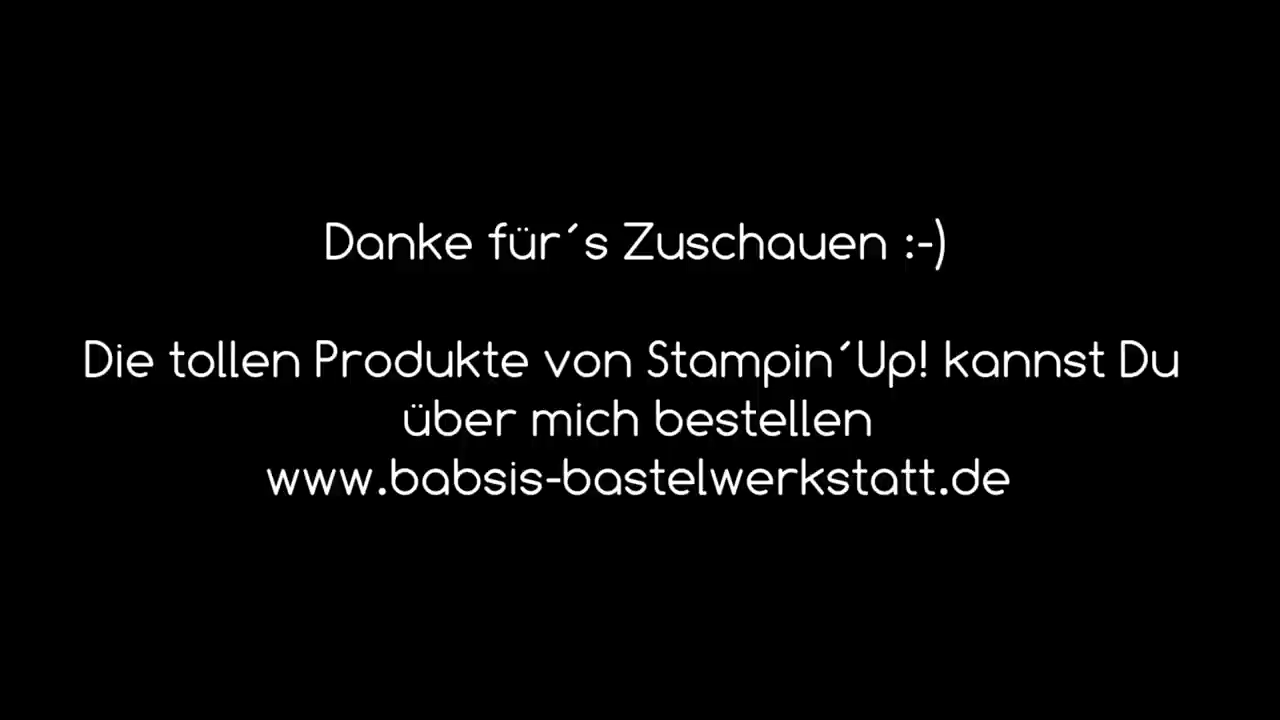 Danke für´s Zuschauen :-)
Die tollen Produkte von Stampin´Up! kannst Du
über mich bestellen
www.babsis-bastelwerkstatt.de